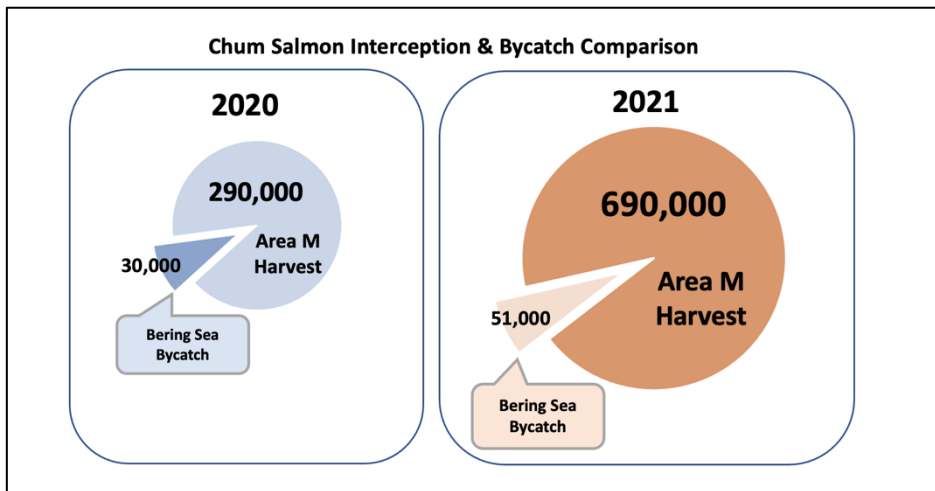 Chum Salmon Interception & Bycatch Comparison
2020
290,000
Area M
Harvest
30,000
Bering Sea
Bycatch
2021
690,000
Area M
Harvest
51,000
Bering Sea
Bycatch